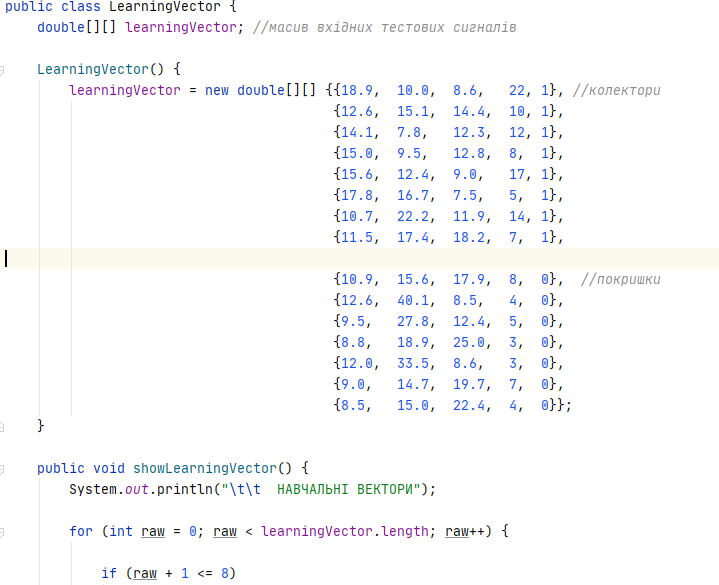 public class LearningVector {
    double[][] learningVector; //масив вхідних тестових сигналів
    LearningVector() {
        learningVector = new double[][] {{18.9,  10.0,  8.6,   22, 1}, //колектори
                                         {12.6,  15.1,  14.4,  10, 1},
                                         {14.1,  7.8,   12.3,  12, 1},
                                         {15.0,  9.5,   12.8,  8,  1},
                                         {15.6,  12.4,  9.0,   17, 1},
                                         {17.8,  16.7,  7.5,   5,  1},
                                         {10.7,  22.2,  11.9,  14, 1},
                                         {11.5,  17.4,  18.2,  7,  1},
                                         {10.9,  15.6,  17.9,  8,  0},  //покришки
                                         {12.6,  40.1,  8.5,   4,  0},
                                         {9.5,   27.8,  12.4,  5,  0},
                                         {8.8,   18.9,  25.0,  3,  0},
                                         {12.0,  33.5,  8.6,   3,  0},
                                         {9.0,   14.7,  19.7,  7,  0},
                                         {8.5,   15.0,  22.4,  4,  0}};
    }
    public void showLearningVector() {
        System.out.println("\t\t  НАВЧАЛЬНІ ВЕКТОРИ");
        for (int raw = 0; raw < learningVector.length; raw++) {
            if (raw + 1 <= 8)